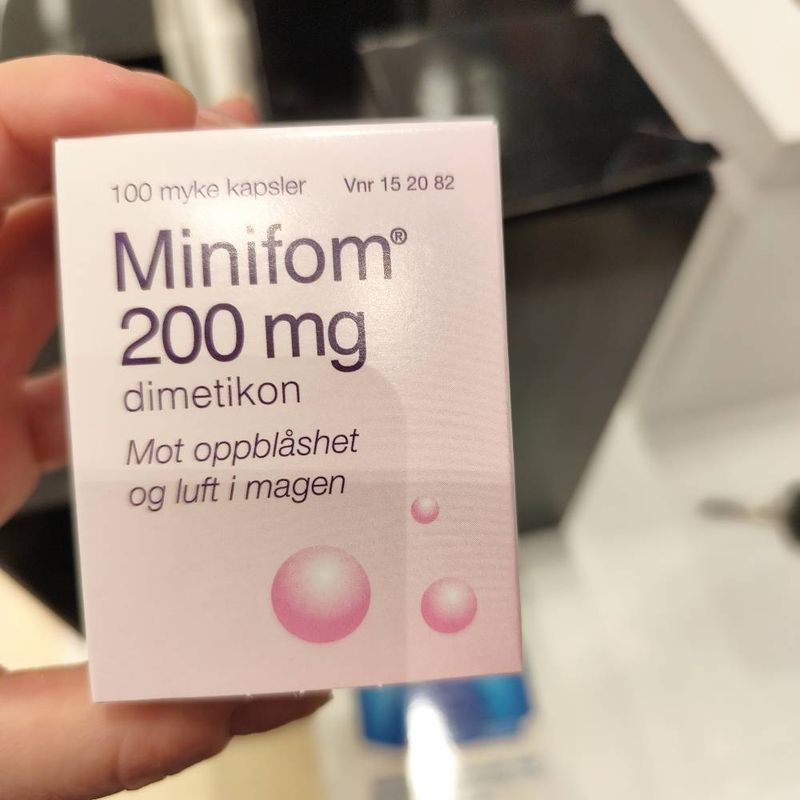 100 myke kapsler Vnr 15 20 82
Minifom®
200 mg
dimetikon
Mot oppblåshet
og luft i magen